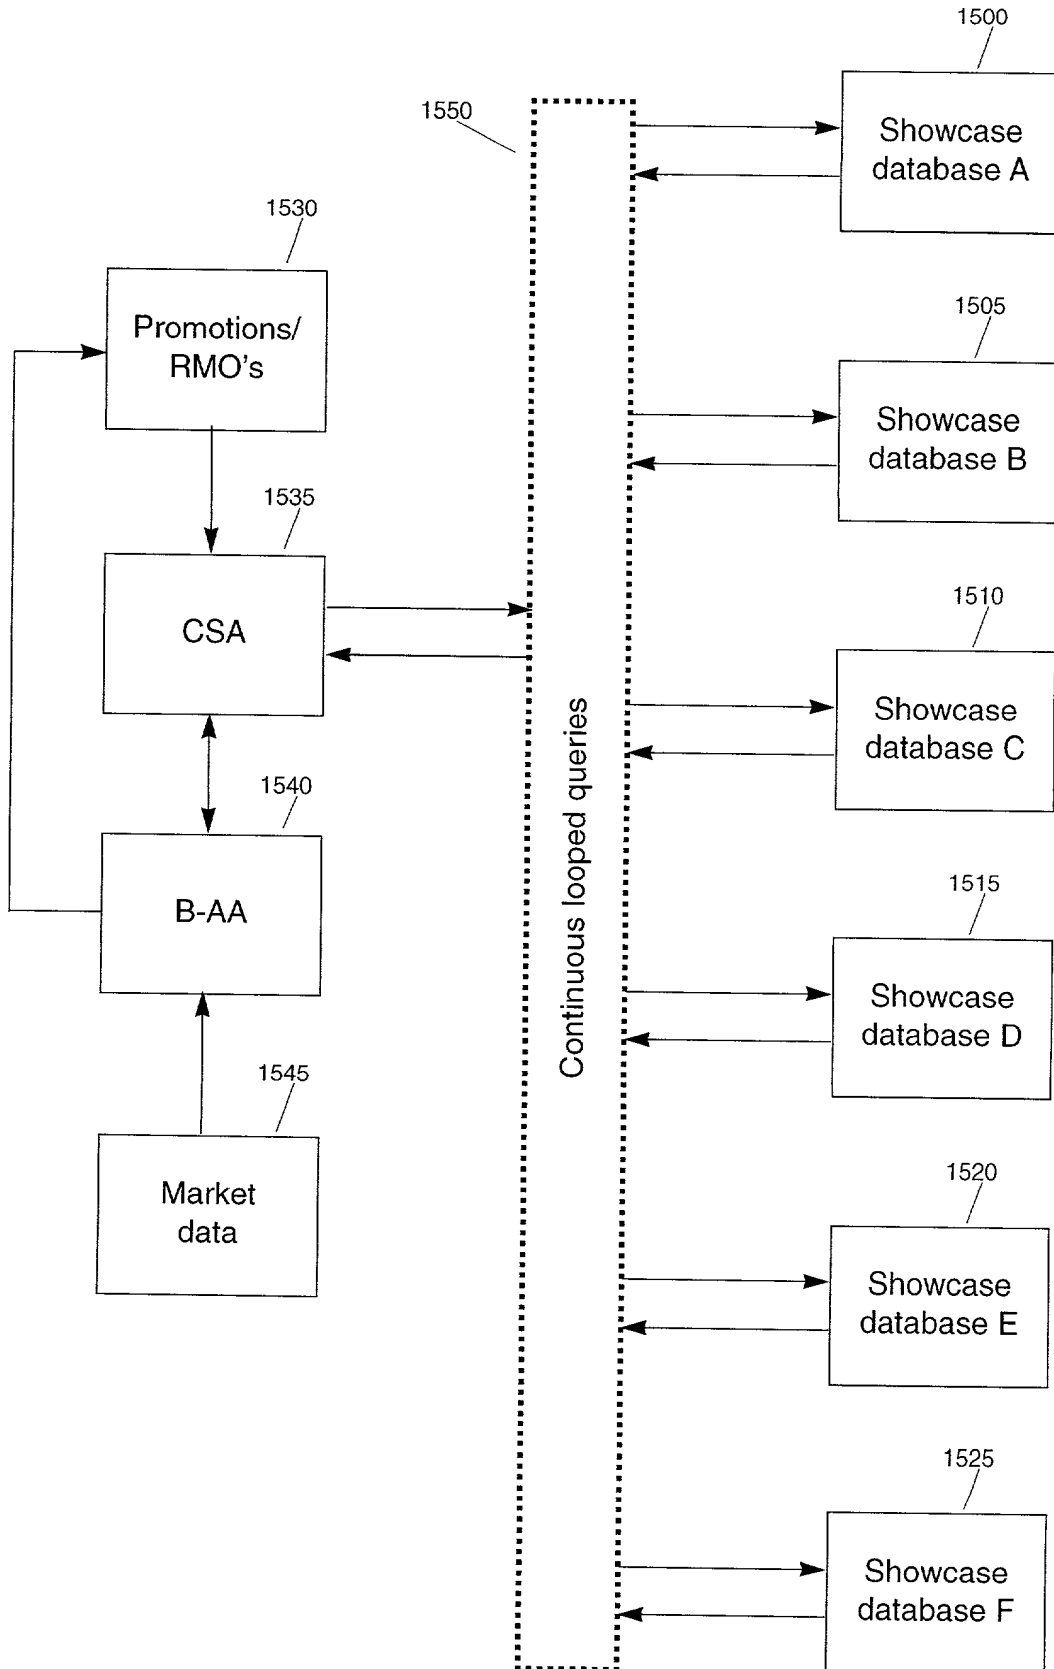 1500
Showcase
database A
1550
1530
Promotions/
RMO's
1505
Showcase
database B
1535
CSA
1510
Showcase
database C
Continuous looped queries
1540
B-AA
1515
Showcase
database D
1545
Market
data
1520
Showcase
database E
1525
Showcase
database F